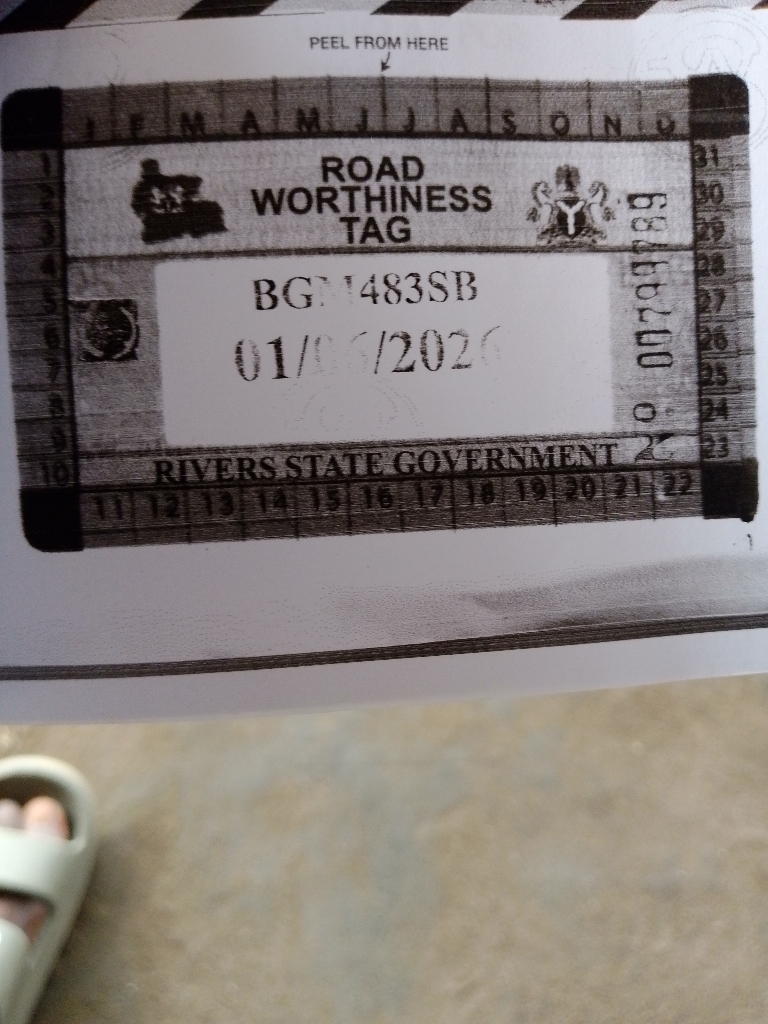 PEEL FROM HERE
J F M A M J J A S O N D
ROAD
WORTHINESS
TAG
RIVERS STATE GOVERNMENT
1
2
3
4
5
6
7
8
9
10
11 12 13 14 15 16 17 18 19 20 21 22
23
24
25
26
27
28
29
30
31